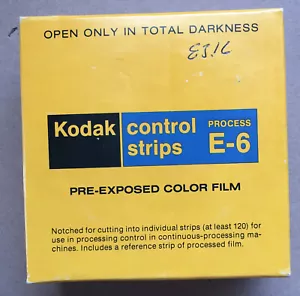 OPEN ONLY IN TOTAL DARKNESS
Kodak control strips PROCESS E-6
PRE-EXPOSED COLOR FILM
Notched for cutting into individual strips (at least 120) for
use in processing control in continuous-processing ma-
chines. Includes a reference strip of processed film.